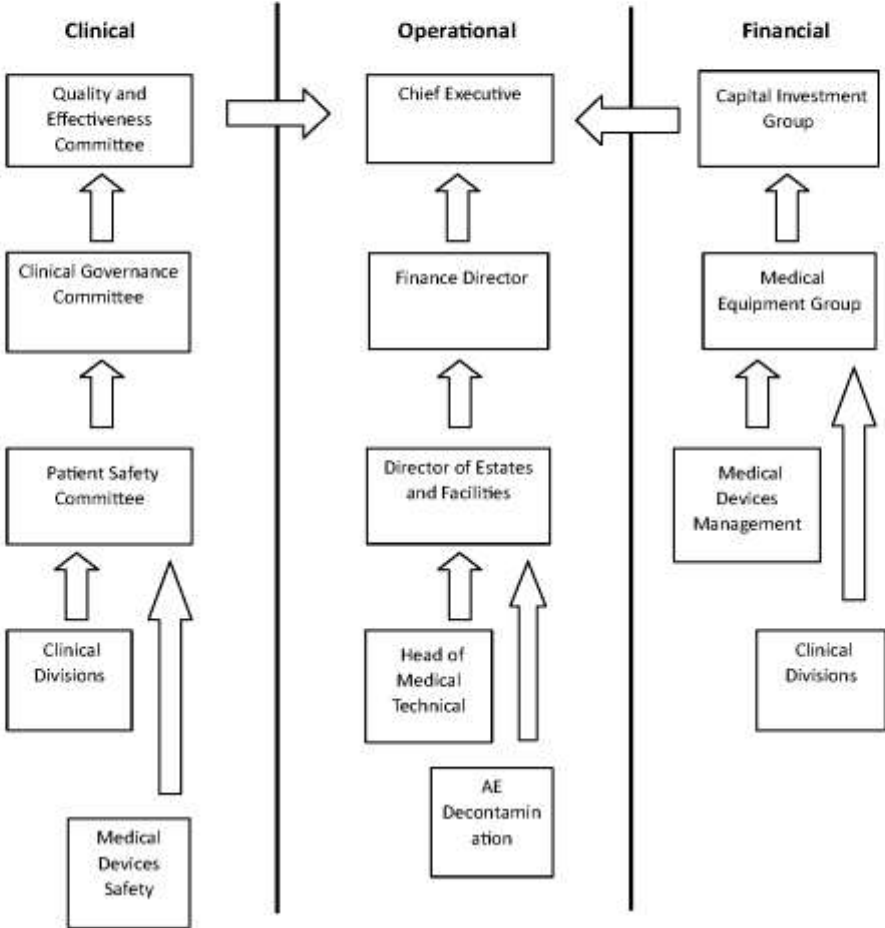 Clinical
Operational
Financial
Quality and
Effectiveness
Committee
Chief Executive
Capital Investment
Group
Clinical Governance
Committee
Finance Director
Medical
Equipment Group
Patient Safety
Committee
Director of Estates
and Facilities
Medical
Devices
Management
Clinical
Divisions
Head of
Medical
Technical
Clinical
Divisions
AE
Decontamin
ation
Medical
Devices
Safety